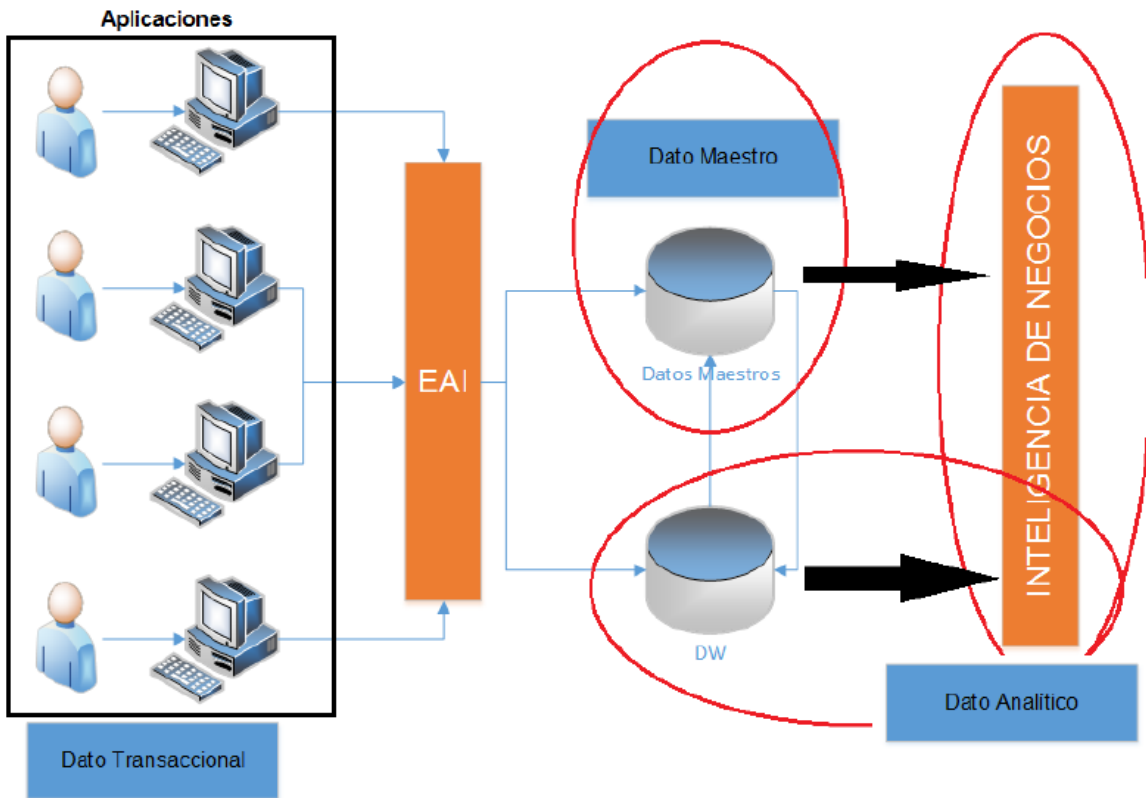 Aplicaciones
Dato Maestro
EAI
Datos Maestros
INTELIGENCIA DE NEGOCIOS
DW
Dato Analítico
Dato Transaccional